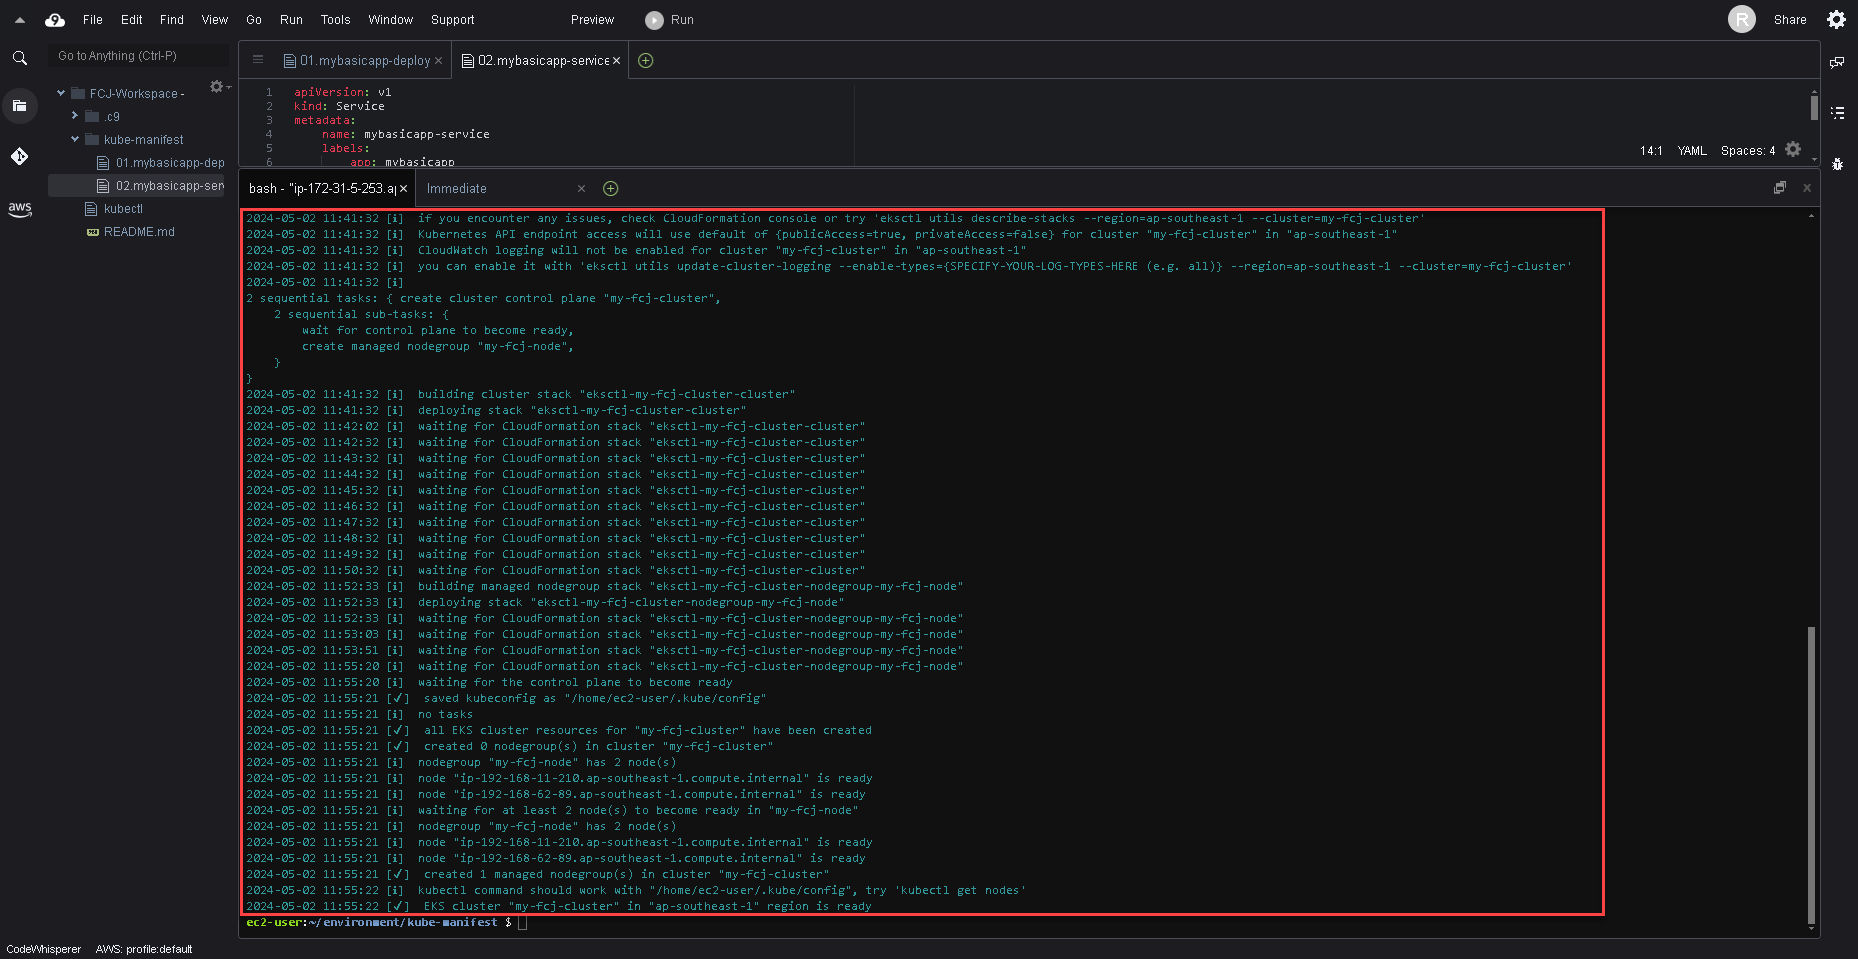 File Edit Find View Go Run Tools Window Support Preview Run R Share
Go to Anything (Ctrl-P)
FCJ-Workspace -
.c9
kube-manifest
01.mybasicapp-dep
02.mybasicapp-ser
kubectl
README.md
aws
01.mybasicapp-deploy
02.mybasicapp-service
1 apiVersion: v1
2 kind: Service
3 metadata:
4 name: mybasicapp-service
5 labels:
6 app: mybasicapp
14:1 YAML Spaces: 4
bash - "ip-172-31-5-253.ap
Immediate
2024-05-02 11:41:32 [i] if you encounter any issues, check CloudFormation console or try 'eksctl utils describe-stacks --region=ap-southeast-1 --cluster=my-fcj-cluster'
2024-05-02 11:41:32 [i] Kubernetes API endpoint access will use default of {publicAccess=true, privateAccess=false} for cluster "my-fcj-cluster" in "ap-southeast-1"
2024-05-02 11:41:32 [i] CloudWatch logging will not be enabled for cluster "my-fcj-cluster" in "ap-southeast-1"
2024-05-02 11:41:32 [i] you can enable it with 'eksctl utils update-cluster-logging --enable-types={SPECIFY-YOUR-LOG-TYPES-HERE (e.g. all)} --region=ap-southeast-1 --cluster=my-fcj-cluster'
2024-05-02 11:41:32 [i]
2 sequential tasks: { create cluster control plane "my-fcj-cluster",
2 sequential sub-tasks: {
wait for control plane to become ready,
create managed nodegroup "my-fcj-node",
}
}
2024-05-02 11:41:32 [i] building cluster stack "eksctl-my-fcj-cluster-cluster"
2024-05-02 11:41:32 [i] deploying stack "eksctl-my-fcj-cluster-cluster"
2024-05-02 11:42:02 [i] waiting for CloudFormation stack "eksctl-my-fcj-cluster-cluster"
2024-05-02 11:42:32 [i] waiting for CloudFormation stack "eksctl-my-fcj-cluster-cluster"
2024-05-02 11:43:32 [i] waiting for CloudFormation stack "eksctl-my-fcj-cluster-cluster"
2024-05-02 11:44:32 [i] waiting for CloudFormation stack "eksctl-my-fcj-cluster-cluster"
2024-05-02 11:45:32 [i] waiting for CloudFormation stack "eksctl-my-fcj-cluster-cluster"
2024-05-02 11:46:32 [i] waiting for CloudFormation stack "eksctl-my-fcj-cluster-cluster"
2024-05-02 11:47:32 [i] waiting for CloudFormation stack "eksctl-my-fcj-cluster-cluster"
2024-05-02 11:48:32 [i] waiting for CloudFormation stack "eksctl-my-fcj-cluster-cluster"
2024-05-02 11:49:32 [i] waiting for CloudFormation stack "eksctl-my-fcj-cluster-cluster"
2024-05-02 11:50:32 [i] waiting for CloudFormation stack "eksctl-my-fcj-cluster-cluster"
2024-05-02 11:52:33 [i] building managed nodegroup stack "eksctl-my-fcj-cluster-nodegroup-my-fcj-node"
2024-05-02 11:52:33 [i] deploying stack "eksctl-my-fcj-cluster-nodegroup-my-fcj-node"
2024-05-02 11:52:33 [i] waiting for CloudFormation stack "eksctl-my-fcj-cluster-nodegroup-my-fcj-node"
2024-05-02 11:53:03 [i] waiting for CloudFormation stack "eksctl-my-fcj-cluster-nodegroup-my-fcj-node"
2024-05-02 11:53:51 [i] waiting for CloudFormation stack "eksctl-my-fcj-cluster-nodegroup-my-fcj-node"
2024-05-02 11:55:20 [i] waiting for CloudFormation stack "eksctl-my-fcj-cluster-nodegroup-my-fcj-node"
2024-05-02 11:55:20 [i] waiting for the control plane to become ready
2024-05-02 11:55:21 [✓] saved kubeconfig as "/home/ec2-user/.kube/config"
2024-05-02 11:55:21 [i] no tasks
2024-05-02 11:55:21 [✓] all EKS cluster resources for "my-fcj-cluster" have been created
2024-05-02 11:55:21 [✓] created 0 nodegroup(s) in cluster "my-fcj-cluster"
2024-05-02 11:55:21 [i] nodegroup "my-fcj-node" has 2 node(s)
2024-05-02 11:55:21 [i] node "ip-192-168-11-210.ap-southeast-1.compute.internal" is ready
2024-05-02 11:55:21 [i] node "ip-192-168-62-89.ap-southeast-1.compute.internal" is ready
2024-05-02 11:55:21 [i] waiting for at least 2 node(s) to become ready in "my-fcj-node"
2024-05-02 11:55:21 [i] nodegroup "my-fcj-node" has 2 node(s)
2024-05-02 11:55:21 [i] node "ip-192-168-11-210.ap-southeast-1.compute.internal" is ready
2024-05-02 11:55:21 [i] node "ip-192-168-62-89.ap-southeast-1.compute.internal" is ready
2024-05-02 11:55:21 [✓] created 1 managed nodegroup(s) in cluster "my-fcj-cluster"
2024-05-02 11:55:22 [i] kubectl command should work with "/home/ec2-user/.kube/config", try 'kubectl get nodes'
2024-05-02 11:55:22 [✓] EKS cluster "my-fcj-cluster" in "ap-southeast-1" region is ready
ec2-user:~/environment/kube-manifest $
CodeWhisperer AWS: profile:default